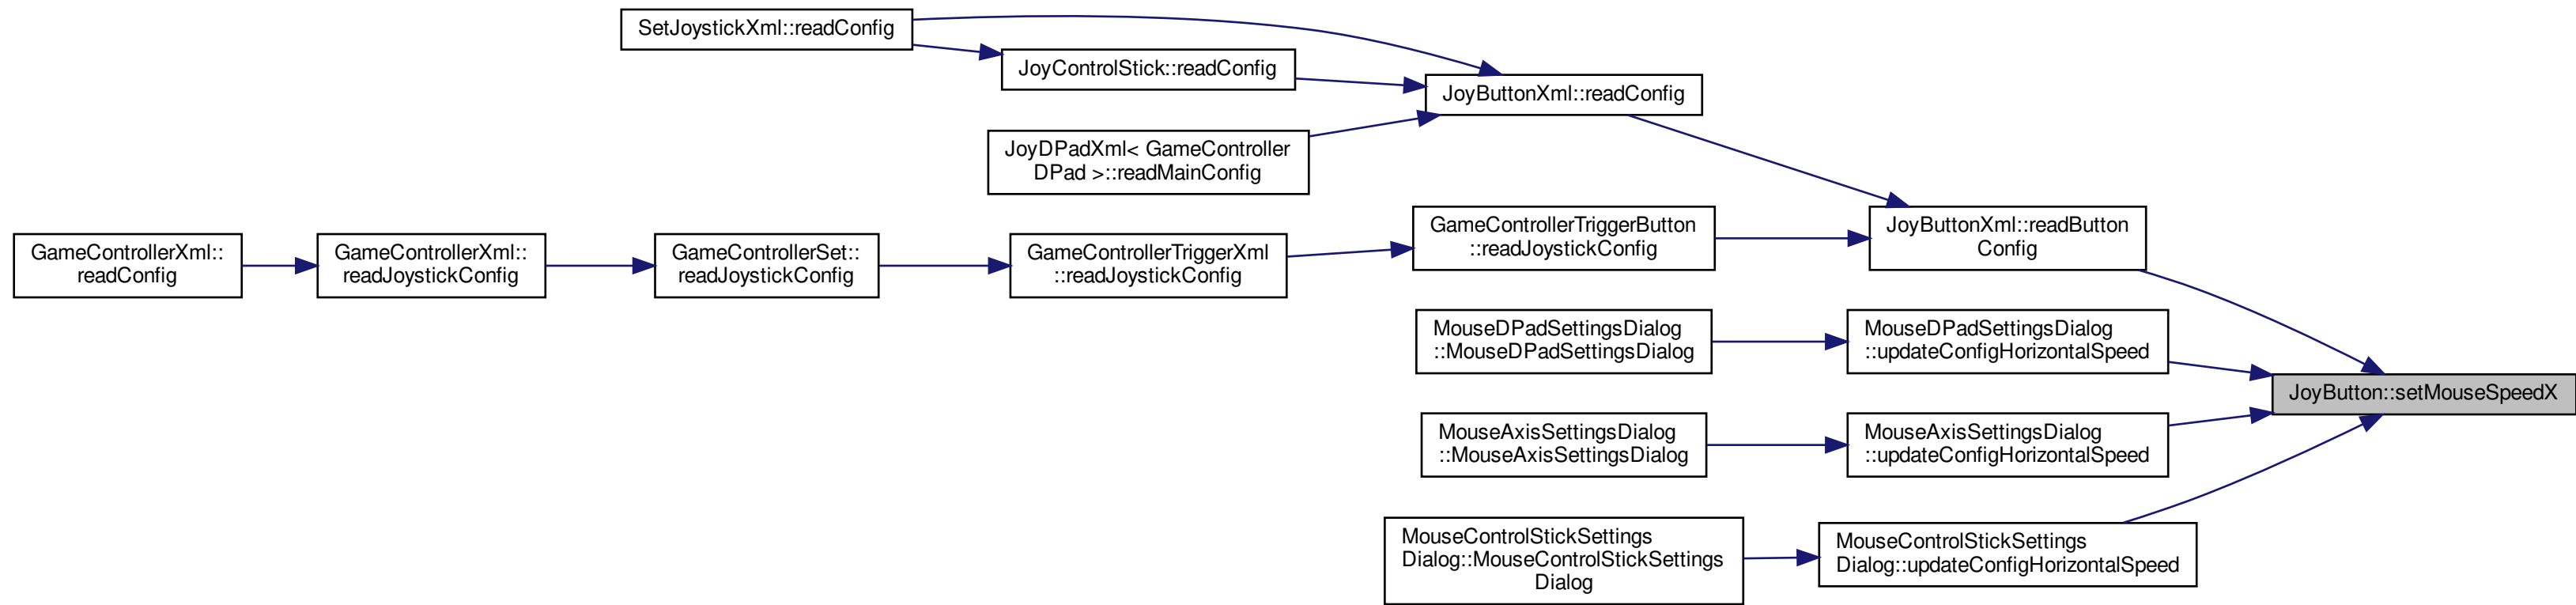 SetJoystickXml::readConfig
JoyControlStick::readConfig
JoyButtonXml::readConfig
JoyDPadXml< GameController
DPad >::readMainConfig
GameControllerXml::
readConfig
GameControllerXml::
readJoystickConfig
GameControllerSet::
readJoystickConfig
GameControllerTriggerXml
::readJoystickConfig
GameControllerTriggerButton
::readJoystickConfig
JoyButtonXml::readButton
Config
MouseDPadSettingsDialog
::MouseDPadSettingsDialog
MouseDPadSettingsDialog
::updateConfigHorizontalSpeed
JoyButton::setMouseSpeedX
MouseAxisSettingsDialog
::MouseAxisSettingsDialog
MouseAxisSettingsDialog
::updateConfigHorizontalSpeed
MouseControlStickSettings
Dialog::MouseControlStickSettings
Dialog
MouseControlStickSettings
Dialog::updateConfigHorizontalSpeed